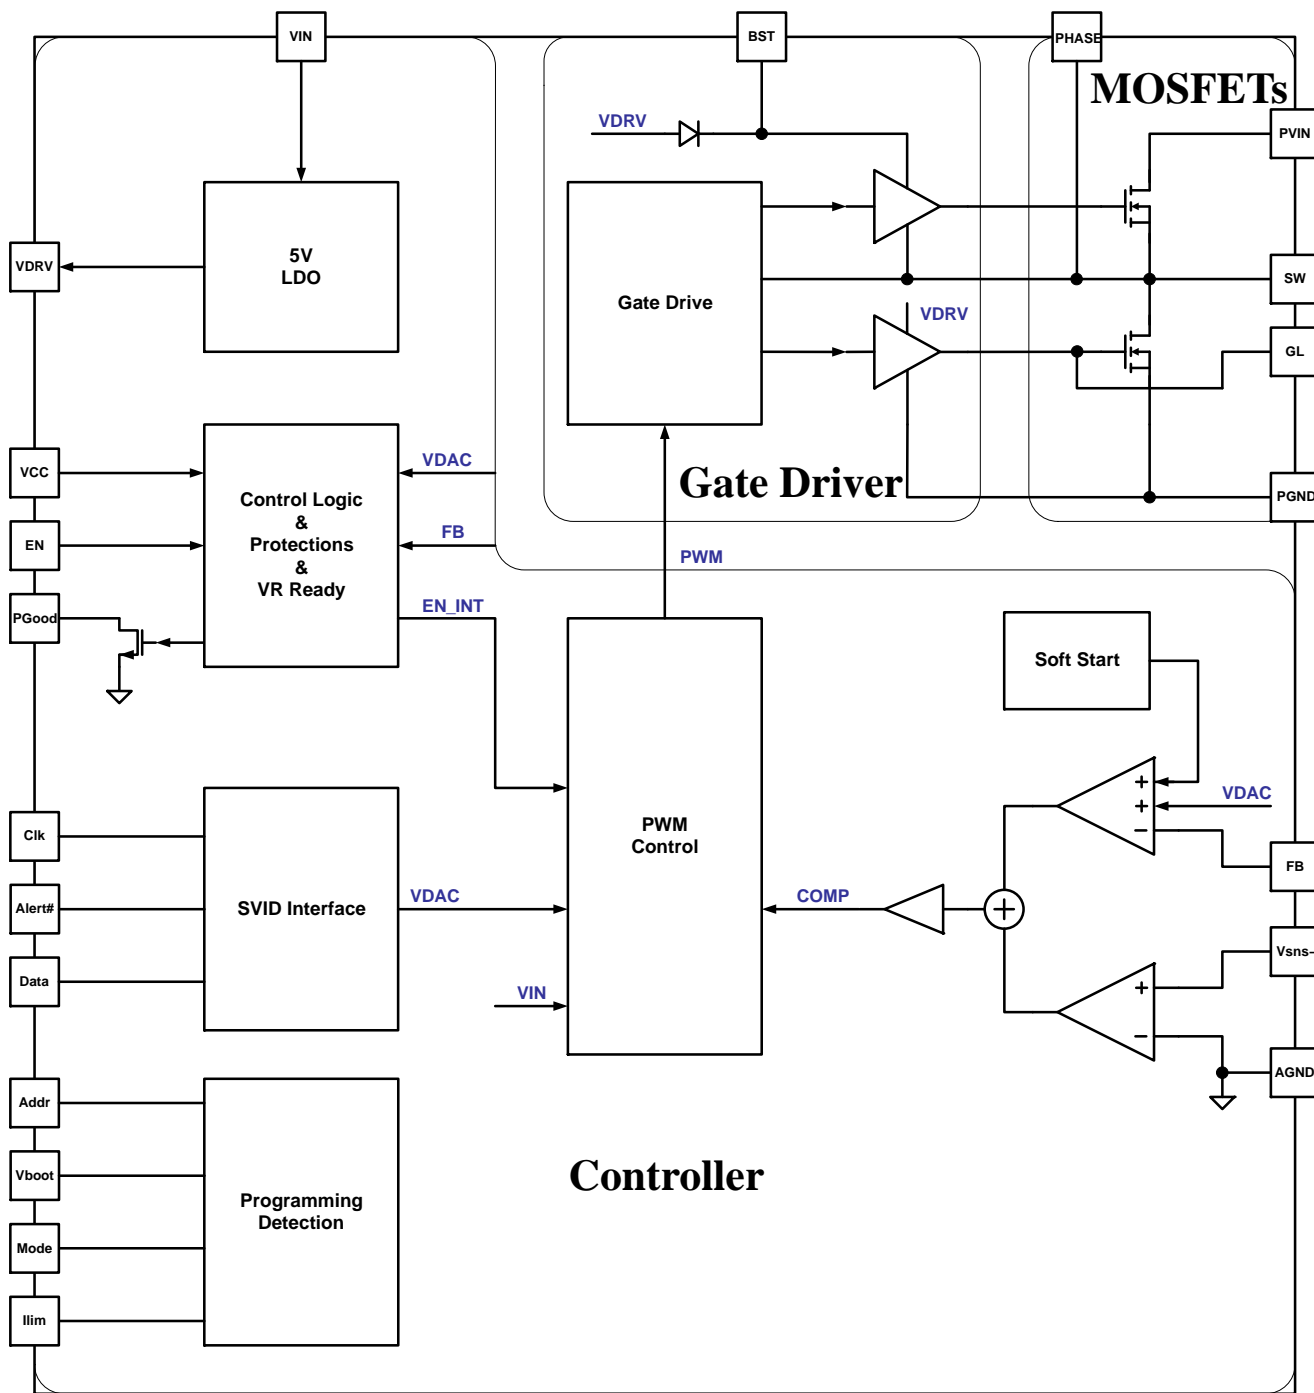 VIN
BST
PHASE
MOSFETs
VDRV
PVIN
5V
LDO
VDRV
Gate Drive
SW
VDRV
GL
VCC
VDAC
Control Logic
&
Protections
&
VR Ready
Gate Driver
PGND
EN
FB
PWM
PGood
EN_INT
Soft Start
+
+
−
VDAC
Clk
PWM
Control
FB
Alert#
SVID Interface
VDAC
COMP
+
Vsns−
Data
VIN
+
−
AGND
Addr
Vboot
Programming
Detection
Controller
Mode
Ilim